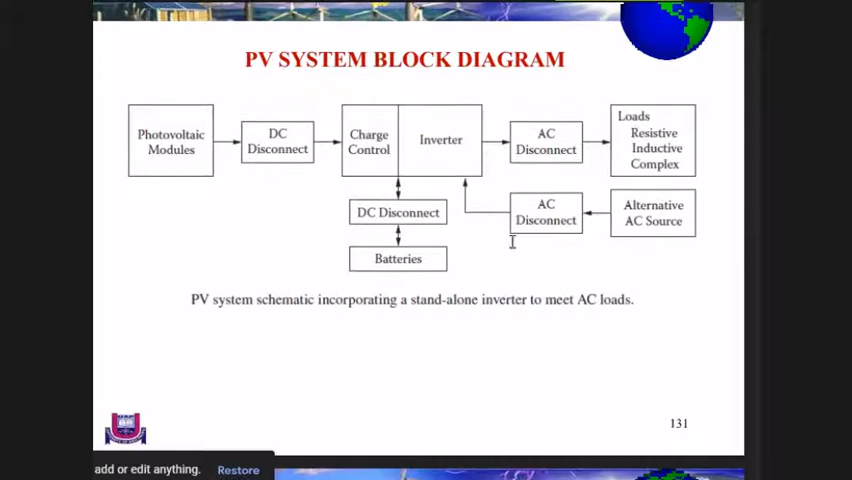 PV SYSTEM BLOCK DIAGRAM
Photovoltaic
Modules
DC
Disconnect
Charge
Control
Inverter
AC
Disconnect
Loads
Resistive
Inductive
Complex
DC Disconnect
AC
Disconnect
Alternative
AC Source
Batteries
PV system schematic incorporating a stand-alone inverter to meet AC loads.
131
add or edit anything.
Restore